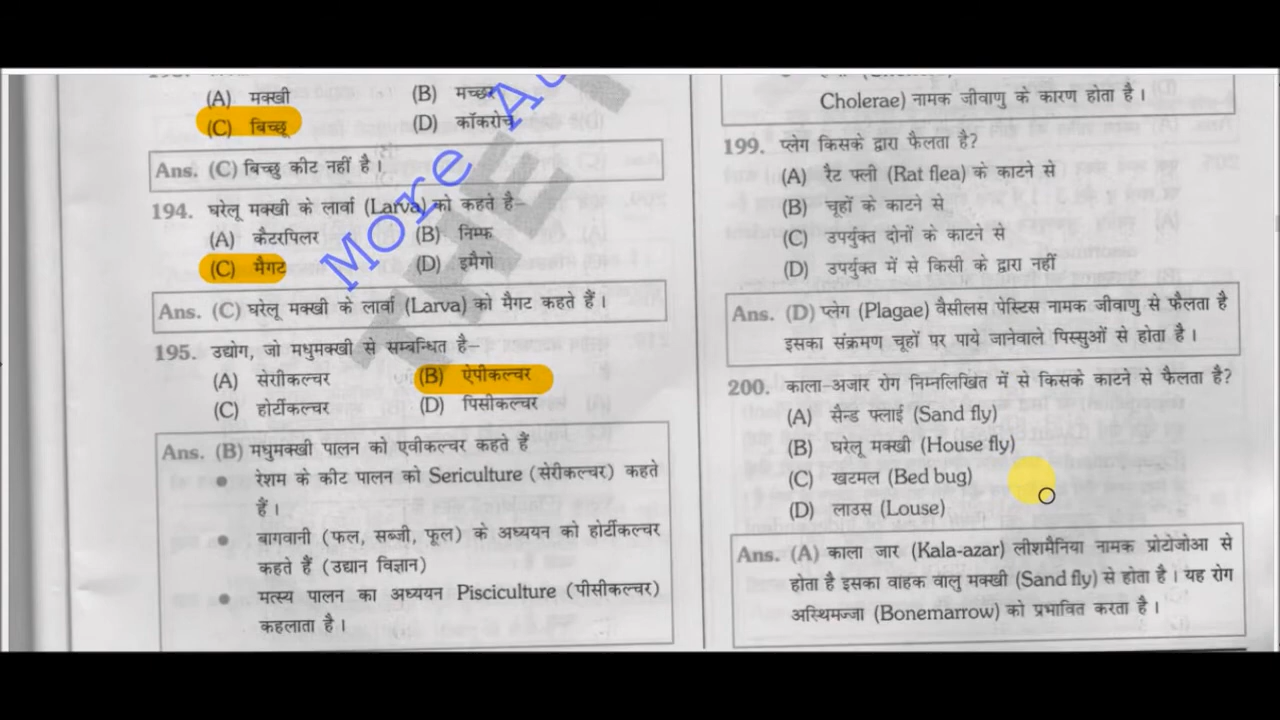 (A) मक्खी (B) मच्छर
(C) बिच्छू (D) कॉकरोच
Ans. (C) बिच्छु कीट नहीं है।
194. घरेलू मक्खी के लार्वा (Larva) को कहते है–
(A) कैटरपिलर (B) निम्फ
(C) मैगट (D) इमैगो
Ans. (C) घरेलू मक्खी के लार्वा (Larva) को मैगट कहते हैं।
195. उद्योग, जो मधुमक्खी से सम्बन्धित है–
(A) सेरीकल्चर (B) ऐपीकल्चर
(C) होर्टीकल्चर (D) पिसीकल्चर
Ans. (B) मधुमक्खी पालन को एवीकल्चर कहते हैं
● रेशम के कीट पालन को Sericulture (सेरीकल्चर) कहते
हैं।
● बागवानी (फल, सब्जी, फूल) के अध्ययन को होर्टीकल्चर
कहते हैं (उद्यान विज्ञान)
● मत्स्य पालन का अध्ययन Pisciculture (पीसीकल्चर)
कहलाता है।
More
Cholerae) नामक जीवाणु के कारण होता है।
199. प्लेग किसके द्वारा फैलता है?
(A) रैट फ्ली (Rat flea) के काटने से
(B) चूहों के काटने से
(C) उपर्युक्त दोनों के काटने से
(D) उपर्युक्त में से किसी के द्वारा नहीं
Ans. (D) प्लेग (Plagae) वैसीलस पेस्टिस नामक जीवाणु से फैलता है
इसका संक्रमण चूहों पर पाये जानेवाले पिस्सुओं से होता है।
200. काला-अजार रोग निम्नलिखित में से किसके काटने से फैलता है?
(A) सैन्ड फ्लाई (Sand fly)
(B) घरेलू मक्खी (House fly)
(C) खटमल (Bed bug)
(D) लाउस (Louse)
Ans. (A) काला जार (Kala-azar) लीशमैनिया नामक प्रोटोजोआ से
होता है इसका वाहक वालु मक्खी (Sand fly) से होता है। यह रोग
अस्थिमज्जा (Bonemarrow) को प्रभावित करता है।